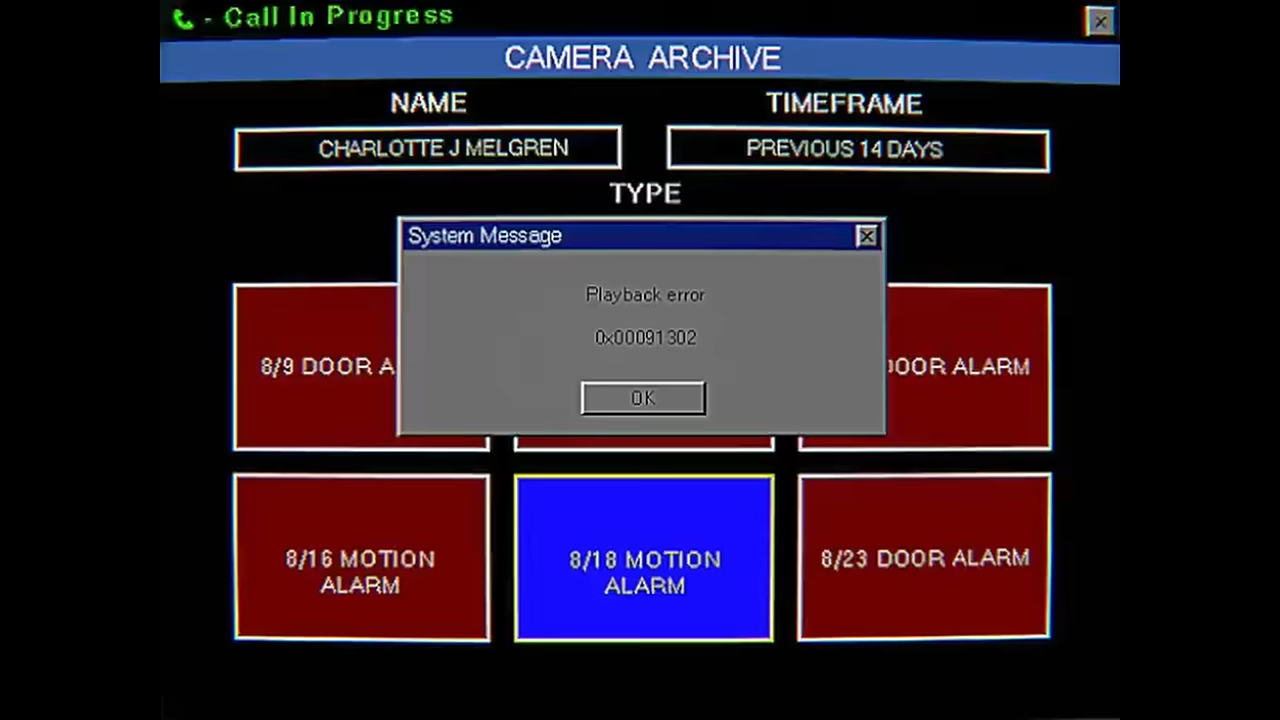 - Call In Progress
CAMERA ARCHIVE
NAME
TIMEFRAME
CHARLOTTE J MELGREN
PREVIOUS 14 DAYS
TYPE
System Message
Playback error
0x00091302
OK
8/9 DOOR A
DOOR ALARM
8/16 MOTION
ALARM
8/18 MOTION
ALARM
8/23 DOOR ALARM